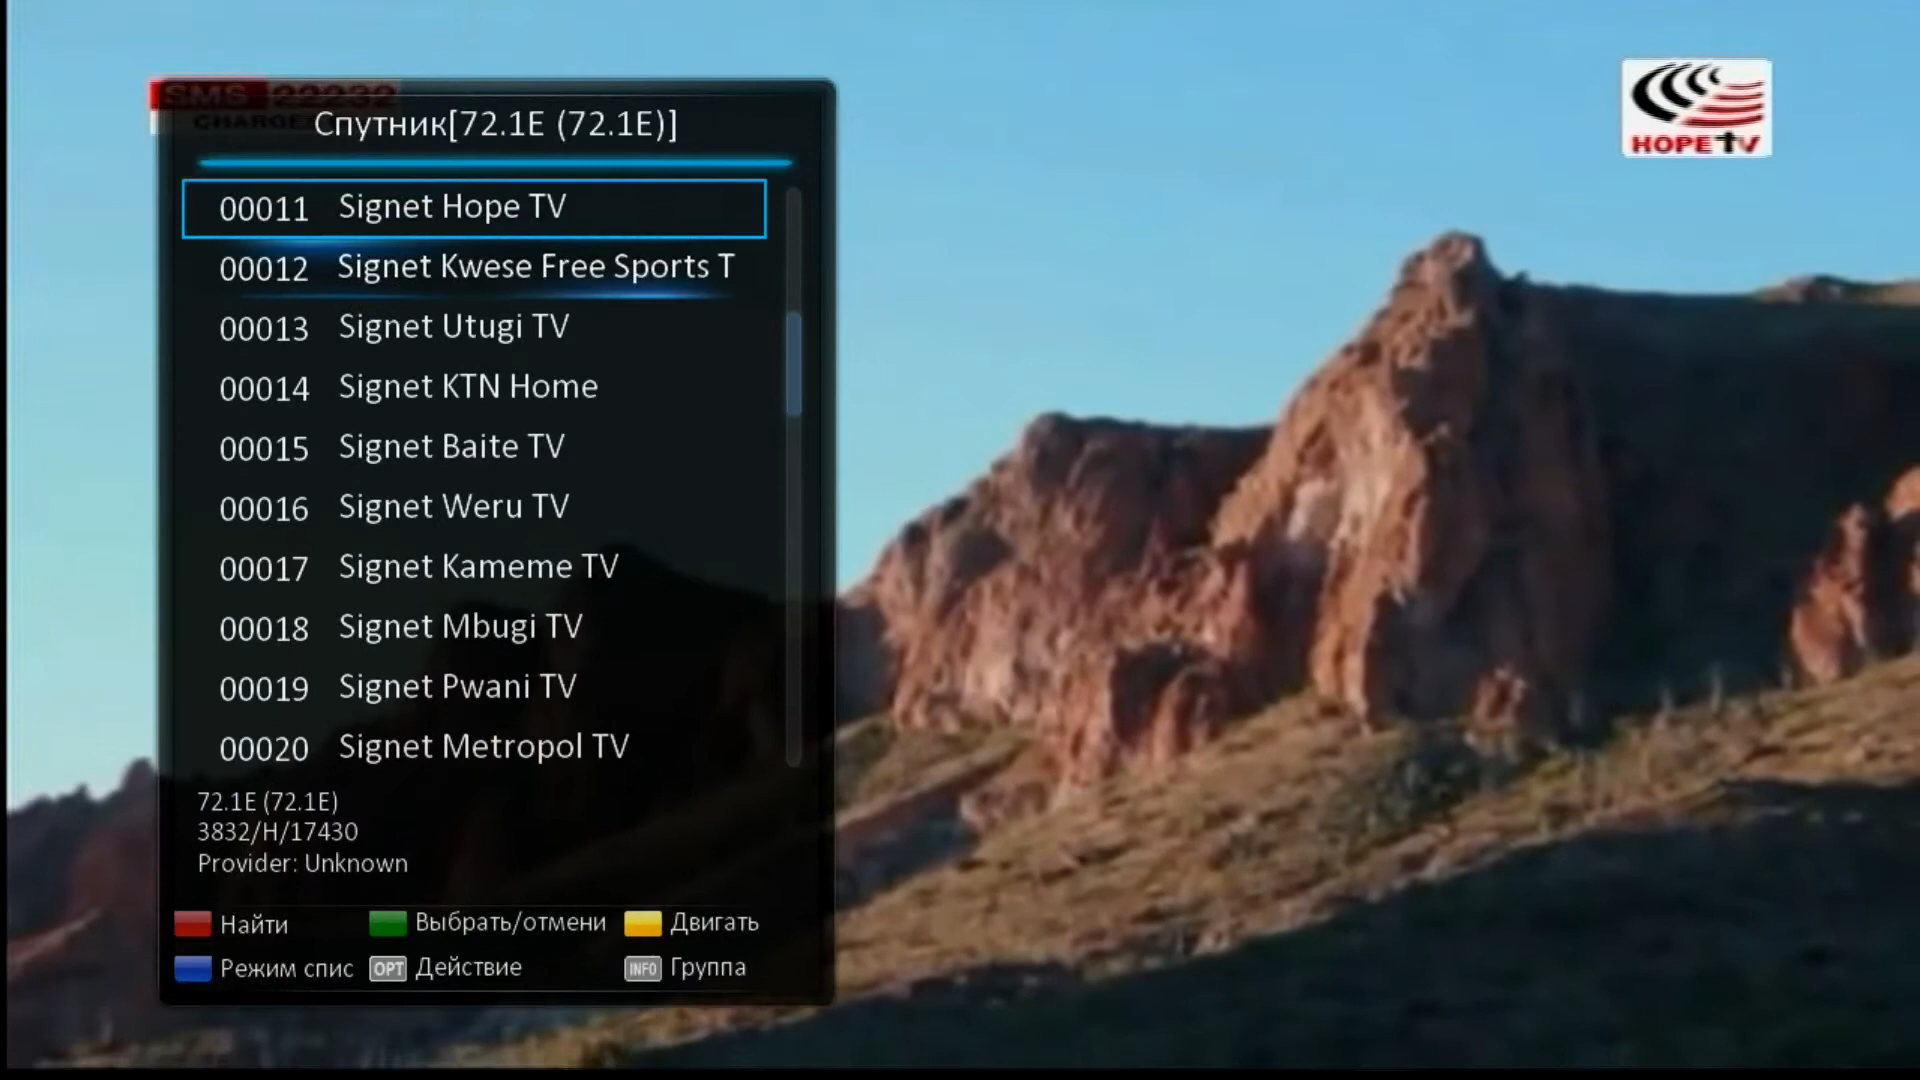 SMS 22232
CHARGE
Спутник[72.1E (72.1E)]
HOPE TV
00011 Signet Hope TV
00012 Signet Kwese Free Sports T
00013 Signet Utugi TV
00014 Signet KTN Home
00015 Signet Baite TV
00016 Signet Weru TV
00017 Signet Kameme TV
00018 Signet Mbugi TV
00019 Signet Pwani TV
00020 Signet Metropol TV
72.1E (72.1E)
3832/H/17430
Provider: Unknown
Найти Выбрать/отмени Двигать
Режим спис OPT Действие INFO Группа